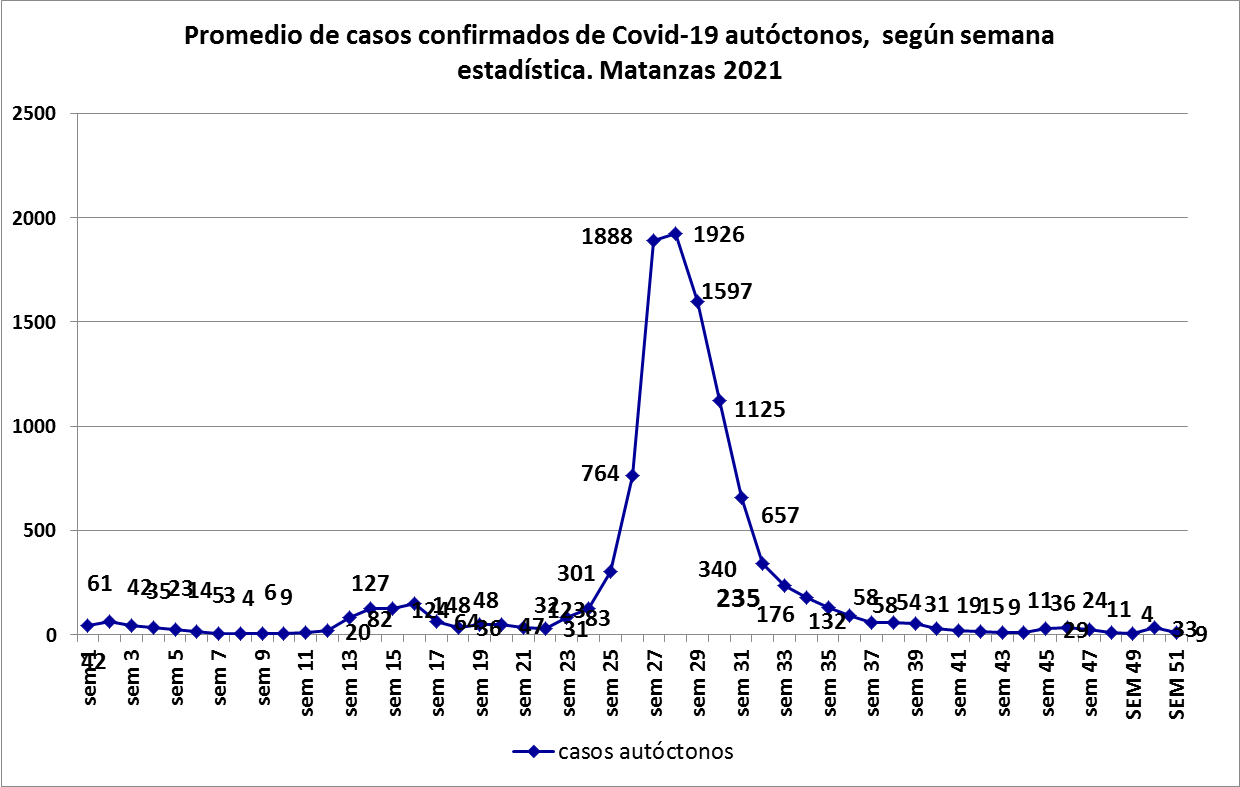 Promedio de casos confirmados de Covid-19 autóctonos,  según semana
estadística. Matanzas 2021
2500
2000
1500
1000
500
0
1888
1926
1597
1125
764
657
340
301
235
176
132
61
42
35
23
14
5
3
3
4
6
9
127
20
82
124
148
64
48
36
47
32
31
123
83
58
58
54
31
19
15
9
11
36
29
24
11
4
33
9
42
sem 1
sem 3
sem 5
sem 7
sem 9
sem 11
sem 13
sem 15
sem 17
sem 19
sem 21
sem 23
sem 25
sem 27
sem 29
sem 31
sem 33
sem 35
sem 37
sem 39
sem 41
sem 43
sem 45
sem 47
SEM 49
SEM 51
casos autóctonos